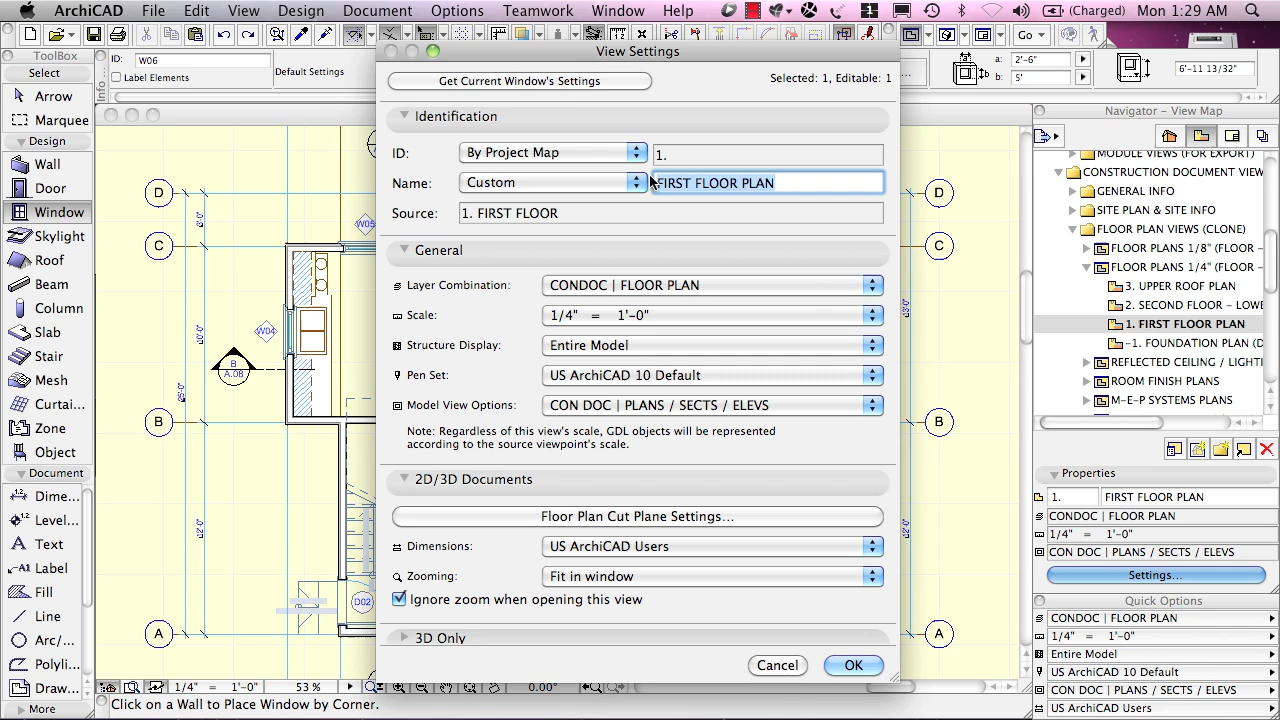 ArchiCAD File Edit View Design Document Options Teamwork Window Help (Charged) Mon 1:29 AM
ToolBox
Select
Arrow
Marquee
Design
Wall
Door
Window
Skylight
Roof
Beam
Column
Slab
Stair
Mesh
Curtai...
Zone
Object
Document
Dime...
Level...
Text
Label
Fill
Line
Arc/...
Polyli...
Draw...
More
Info
ID: W06
Label Elements
Default Settings
Go
a: 2'-6"
b: 5'
6'-11 13/32"
D
C
B
A
W05
W04
B
A.08
D02
D
C
B
A
1/4" = 1'-0"
53 %
0.00°
Click on a Wall to Place Window by Corner.
View Settings
Get Current Window's Settings
Selected: 1, Editable: 1
Identification
ID: By Project Map 1.
Name: Custom FIRST FLOOR PLAN
Source: 1. FIRST FLOOR
General
Layer Combination: CONDOC | FLOOR PLAN
Scale: 1/4" = 1'-0"
Structure Display: Entire Model
Pen Set: US ArchiCAD 10 Default
Model View Options: CON DOC | PLANS / SECTS / ELEVS
Note: Regardless of this view's scale, GDL objects will be represented
according to the source viewpoint's scale.
2D/3D Documents
Floor Plan Cut Plane Settings...
Dimensions: US ArchiCAD Users
Zooming: Fit in window
Ignore zoom when opening this view
3D Only
Cancel OK
Navigator - View Map
MODULE VIEWS (FOR EXPORT)
CONSTRUCTION DOCUMENT VIEW
GENERAL INFO
SITE PLAN & SITE INFO
FLOOR PLAN VIEWS (CLONE)
FLOOR PLANS 1/8" (FLOOR -
FLOOR PLANS 1/4" (FLOOR -
3. UPPER ROOF PLAN
2. SECOND FLOOR - LOWE
1. FIRST FLOOR PLAN
-1. FOUNDATION PLAN (D
REFLECTED CEILING / LIGHTI
ROOM FINISH PLANS
M-E-P SYSTEMS PLANS
Properties
1. FIRST FLOOR PLAN
CONDOC | FLOOR PLAN
1/4" = 1'-0"
CON DOC | PLANS / SECTS / ELEVS
Settings...
Quick Options
CONDOC | FLOOR PLAN
1/4" = 1'-0"
Entire Model
US ArchiCAD 10 Default
CON DOC | PLANS / SECTS / ELEVS
US ArchiCAD Users